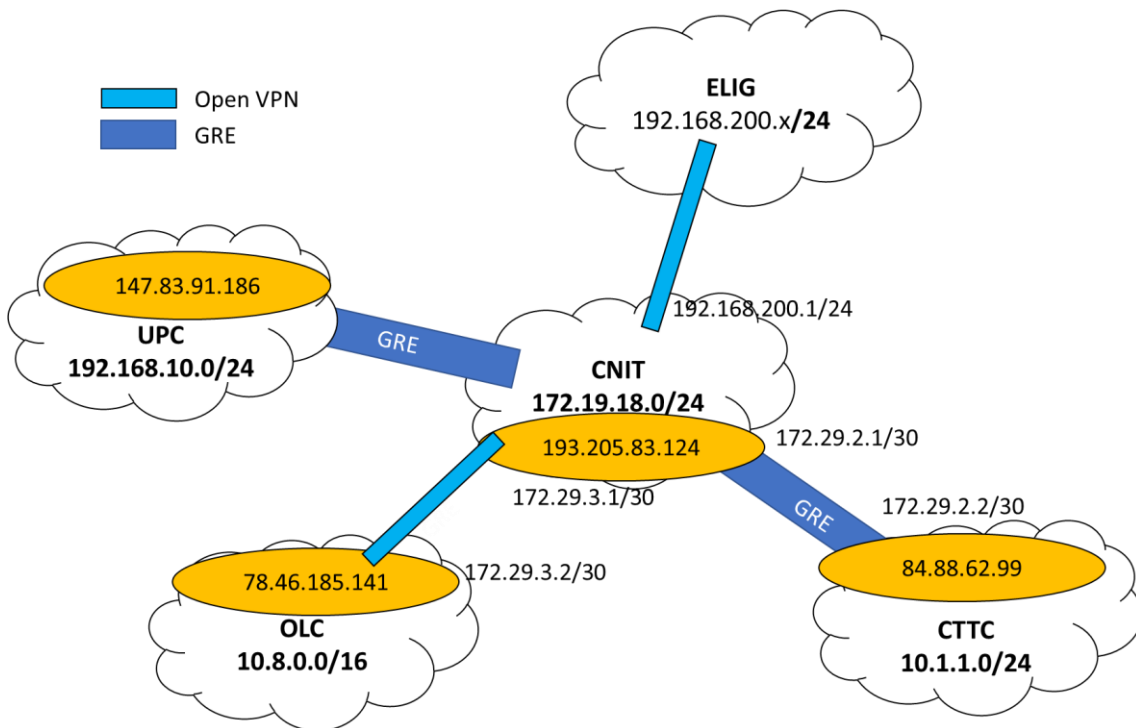 Open VPN
GRE
ELIG
192.168.200.x/24
147.83.91.186
UPC
192.168.10.0/24
GRE
192.168.200.1/24
CNIT
172.19.18.0/24
193.205.83.124
172.29.2.1/30
172.29.3.1/30
GRE
172.29.2.2/30
78.46.185.141
172.29.3.2/30
OLC
10.8.0.0/16
84.88.62.99
CTTC
10.1.1.0/24